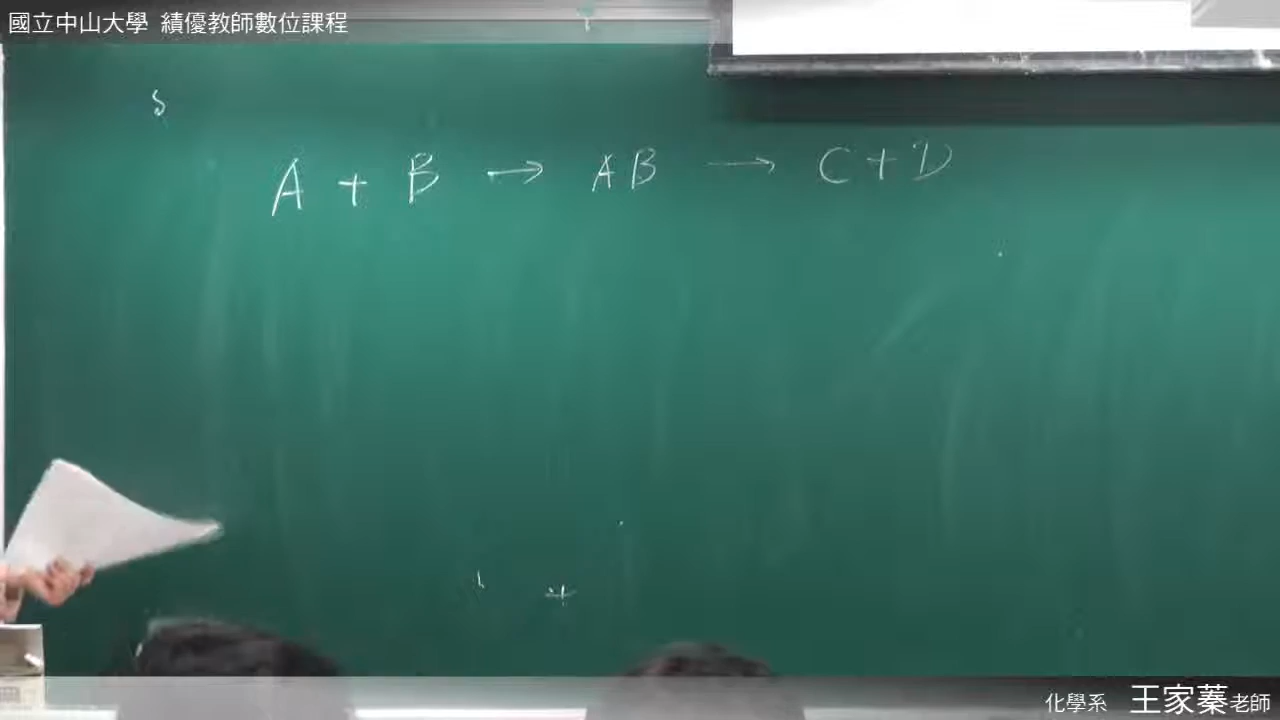 國立中山大學 績優教師數位課程
A + B → AB → C + D
化學系 王家蓁老師